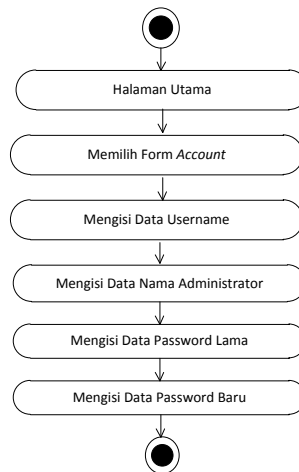 Halaman Utama
Memilih Form Account
Mengisi Data Username
Mengisi Data Nama Administrator
Mengisi Data Password Lama
Mengisi Data Password Baru